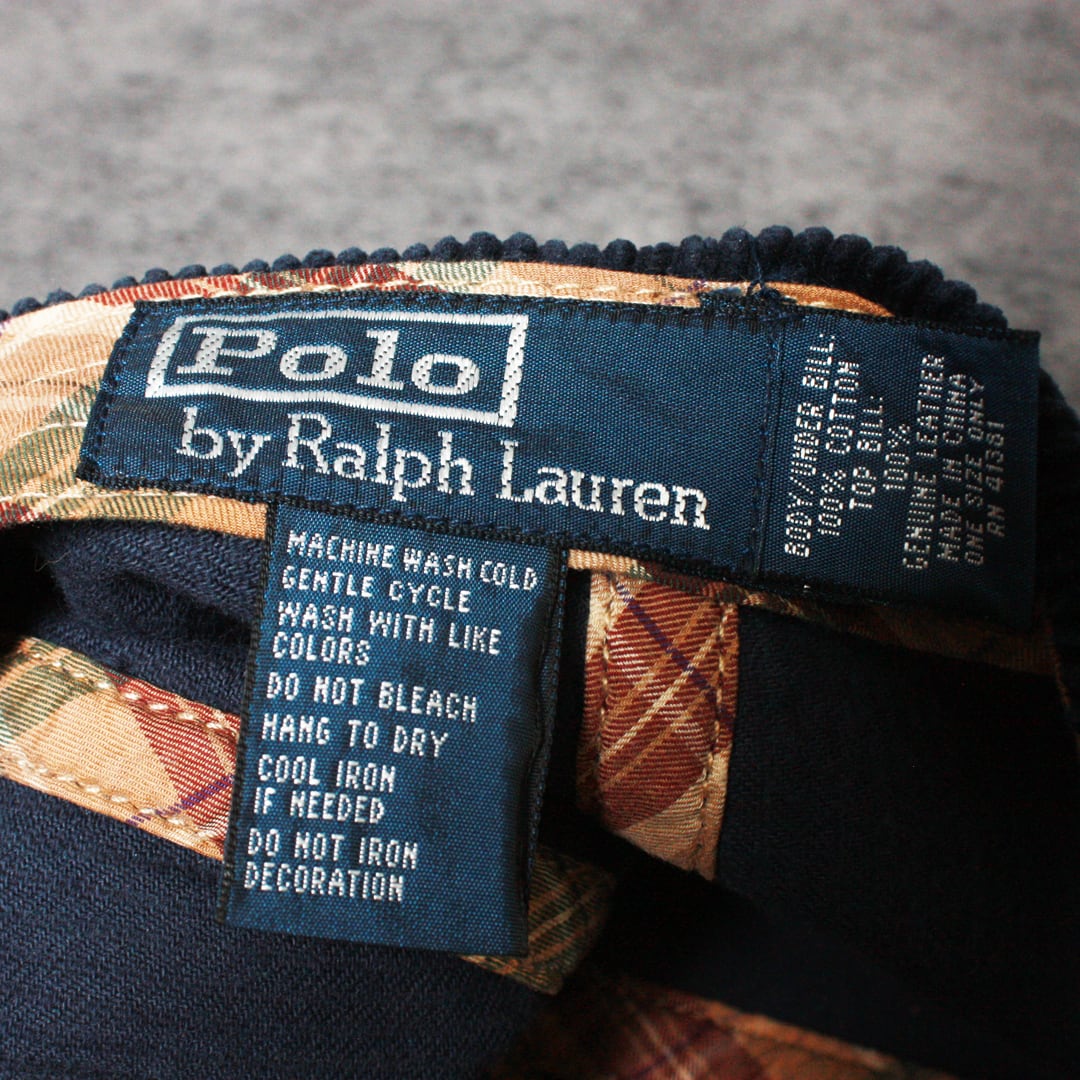 Polo
by Ralph Lauren
BODY/UNDER BILL:
100% COTTON
TOP BILL:
100%
GENUINE LEATHER
MADE IN CHINA
ONE SIZE ONLY
RN 41381
MACHINE WASH COLD
GENTLE CYCLE
WASH WITH LIKE
COLORS
DO NOT BLEACH
HANG TO DRY
COOL IRON
IF NEEDED
DO NOT IRON
DECORATION